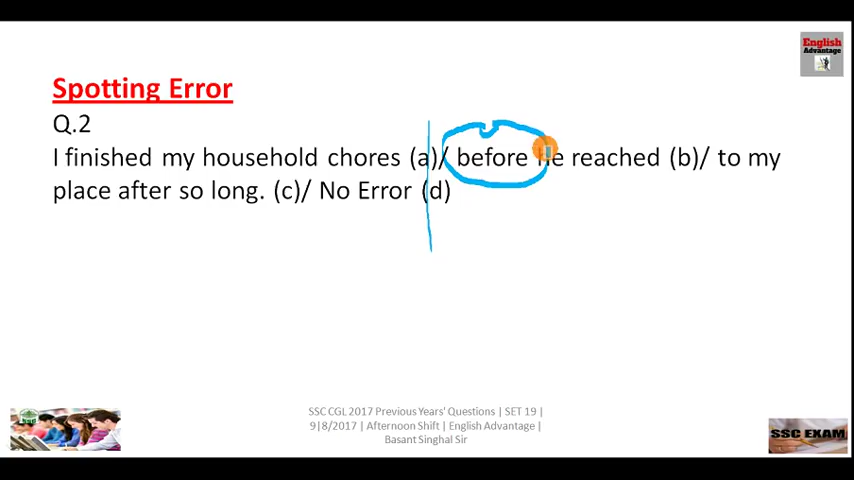 English
Advantage
Spotting Error
Q.2
I finished my household chores (a)/ before he reached (b)/ to my
place after so long. (c)/ No Error (d)
SSC CGL 2017 Previous Years' Questions | SET 19 |
9|8/2017 | Afternoon Shift | English Advantage |
Basant Singhal Sir
SSC EXAM